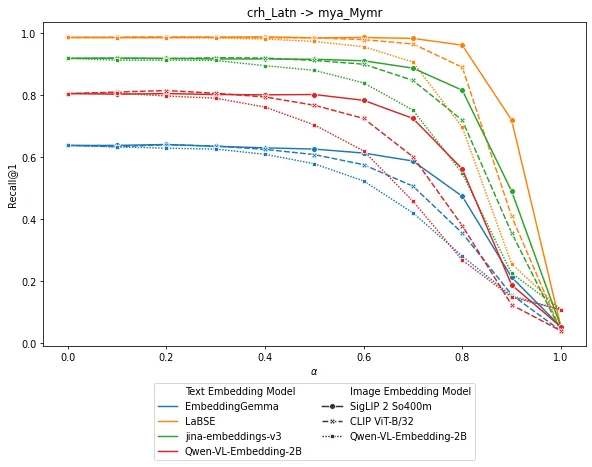 crh_Latn -> mya_Mymr
Recall@1
1.0
0.8
0.6
0.4
0.2
0.0
0.0 0.2 0.4 0.6 0.8 1.0
α
Text Embedding Model Image Embedding Model
EmbeddingGemma SigLIP 2 So400m
LaBSE CLIP ViT-B/32
jina-embeddings-v3 Qwen-VL-Embedding-2B
Qwen-VL-Embedding-2B